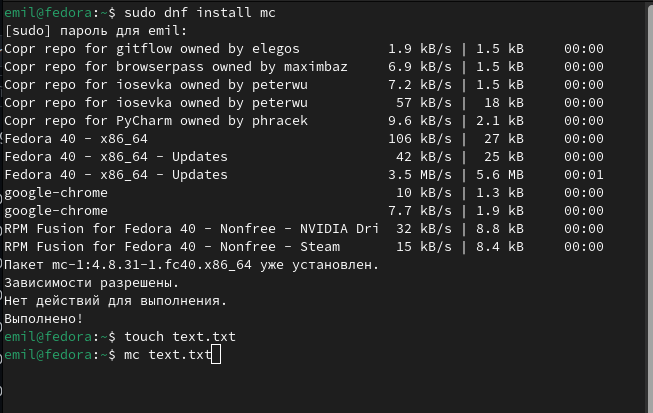 emil@fedora:~$ sudo dnf install mc
[sudo] пароль для emil:
Copr repo for gitflow owned by elegos 1.9 kB/s | 1.5 kB 00:00
Copr repo for browserpass owned by maximbaz 6.9 kB/s | 1.5 kB 00:00
Copr repo for iosevka owned by peterwu 7.2 kB/s | 1.5 kB 00:00
Copr repo for iosevka owned by peterwu 57 kB/s | 18 kB 00:00
Copr repo for PyCharm owned by phracek 9.6 kB/s | 2.1 kB 00:00
Fedora 40 - x86_64 106 kB/s | 27 kB 00:00
Fedora 40 - x86_64 - Updates 42 kB/s | 25 kB 00:00
Fedora 40 - x86_64 - Updates 3.5 MB/s | 5.6 MB 00:01
google-chrome 10 kB/s | 1.3 kB 00:00
google-chrome 7.7 kB/s | 1.9 kB 00:00
RPM Fusion for Fedora 40 - Nonfree - NVIDIA Dri 32 kB/s | 8.8 kB 00:00
RPM Fusion for Fedora 40 - Nonfree - Steam 15 kB/s | 8.4 kB 00:00
Пакет mc-1:4.8.31-1.fc40.x86_64 уже установлен.
Зависимости разрешены.
Нет действий для выполнения.
Выполнено!
emil@fedora:~$ touch text.txt
emil@fedora:~$ mc text.txt